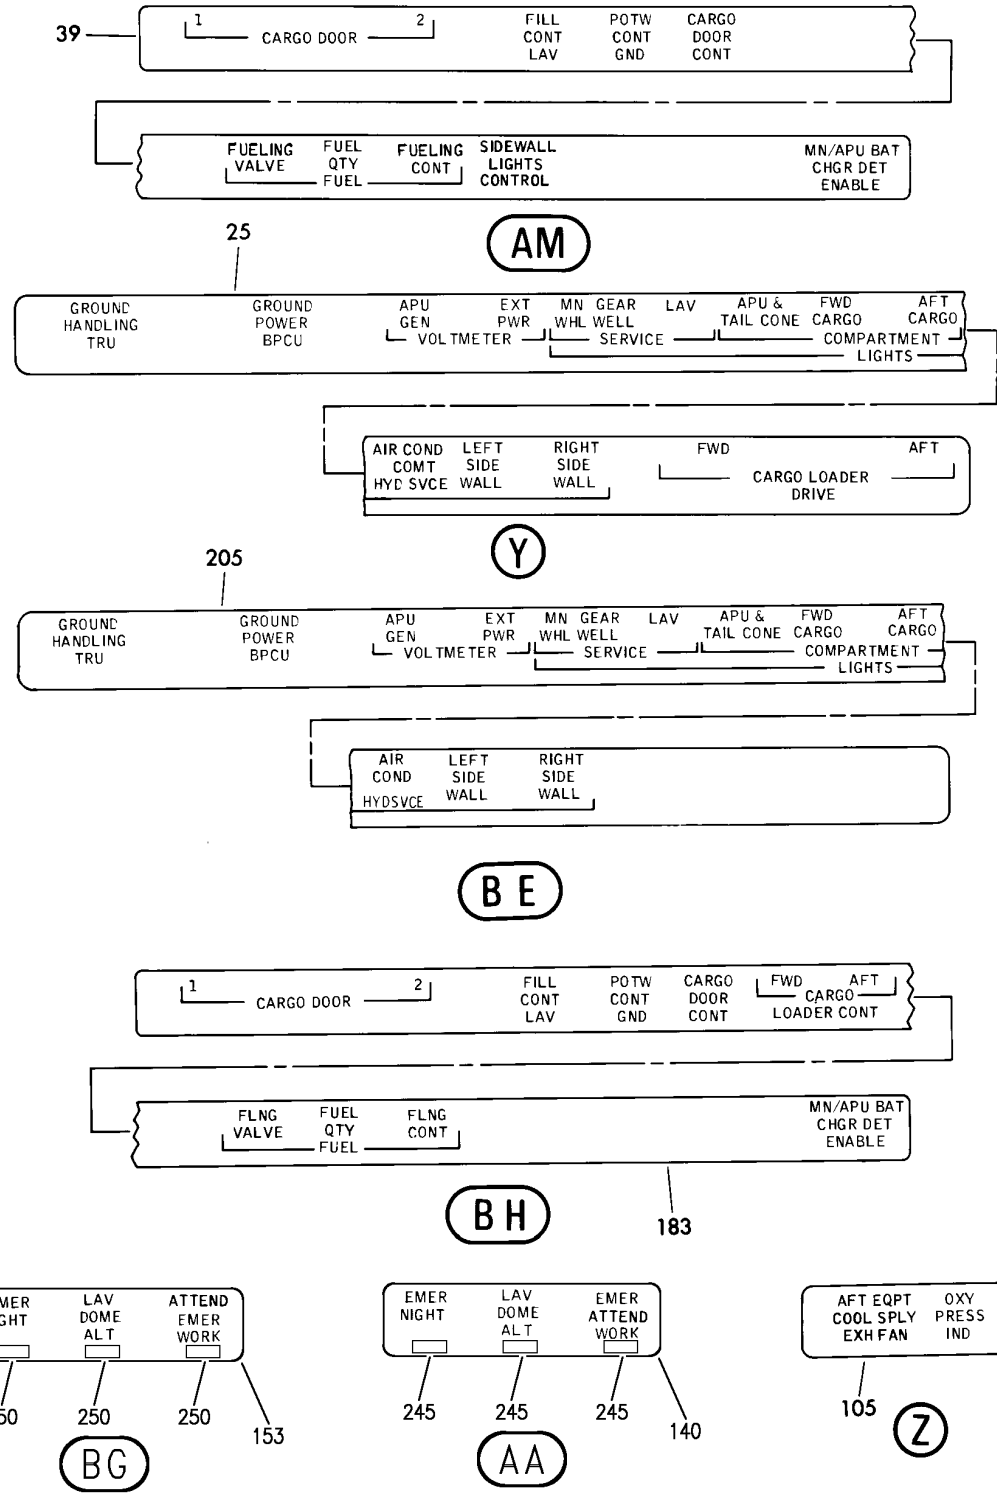 39
1 2
CARGO DOOR
FILL CONT LAV
POTW CONT GND
CARGO DOOR CONT
FUELING VALVE
FUEL QTY
FUELING CONT
FUEL
SIDEWALL LIGHTS CONTROL
MN/APU BAT CHGR DET ENABLE
AM
25
GROUND HANDLING TRU
GROUND POWER BPCU
APU GEN
EXT PWR
VOLTMETER
MN GEAR WHL WELL
LAV
SERVICE
APU & TAIL CONE
FWD CARGO
AFT CARGO
COMPARTMENT
LIGHTS
AIR COND COMT HYD SVCE
LEFT SIDE WALL
RIGHT SIDE WALL
FWD AFT
CARGO LOADER DRIVE
Y
205
GROUND HANDLING TRU
GROUND POWER BPCU
APU GEN
EXT PWR
VOLTMETER
MN GEAR WHL WELL
LAV
SERVICE
APU & TAIL CONE
FWD CARGO
AFT CARGO
COMPARTMENT
LIGHTS
AIR COND HYDSVCE
LEFT SIDE WALL
RIGHT SIDE WALL
BE
1 2
CARGO DOOR
FILL CONT LAV
POTW CONT GND
CARGO DOOR CONT
FWD AFT
CARGO
LOADER CONT
FLNG VALVE
FUEL QTY
FLNG CONT
FUEL
MN/APU BAT CHGR DET ENABLE
BH
183
MER GHT
LAV DOME ALT
ATTEND EMER WORK
50 250 250
153
BG
EMER NIGHT
LAV DOME ALT
EMER ATTEND WORK
245 245 245
140
AA
AFT EQPT COOL SPLY EXH FAN
OXY PRESS IND
105
Z